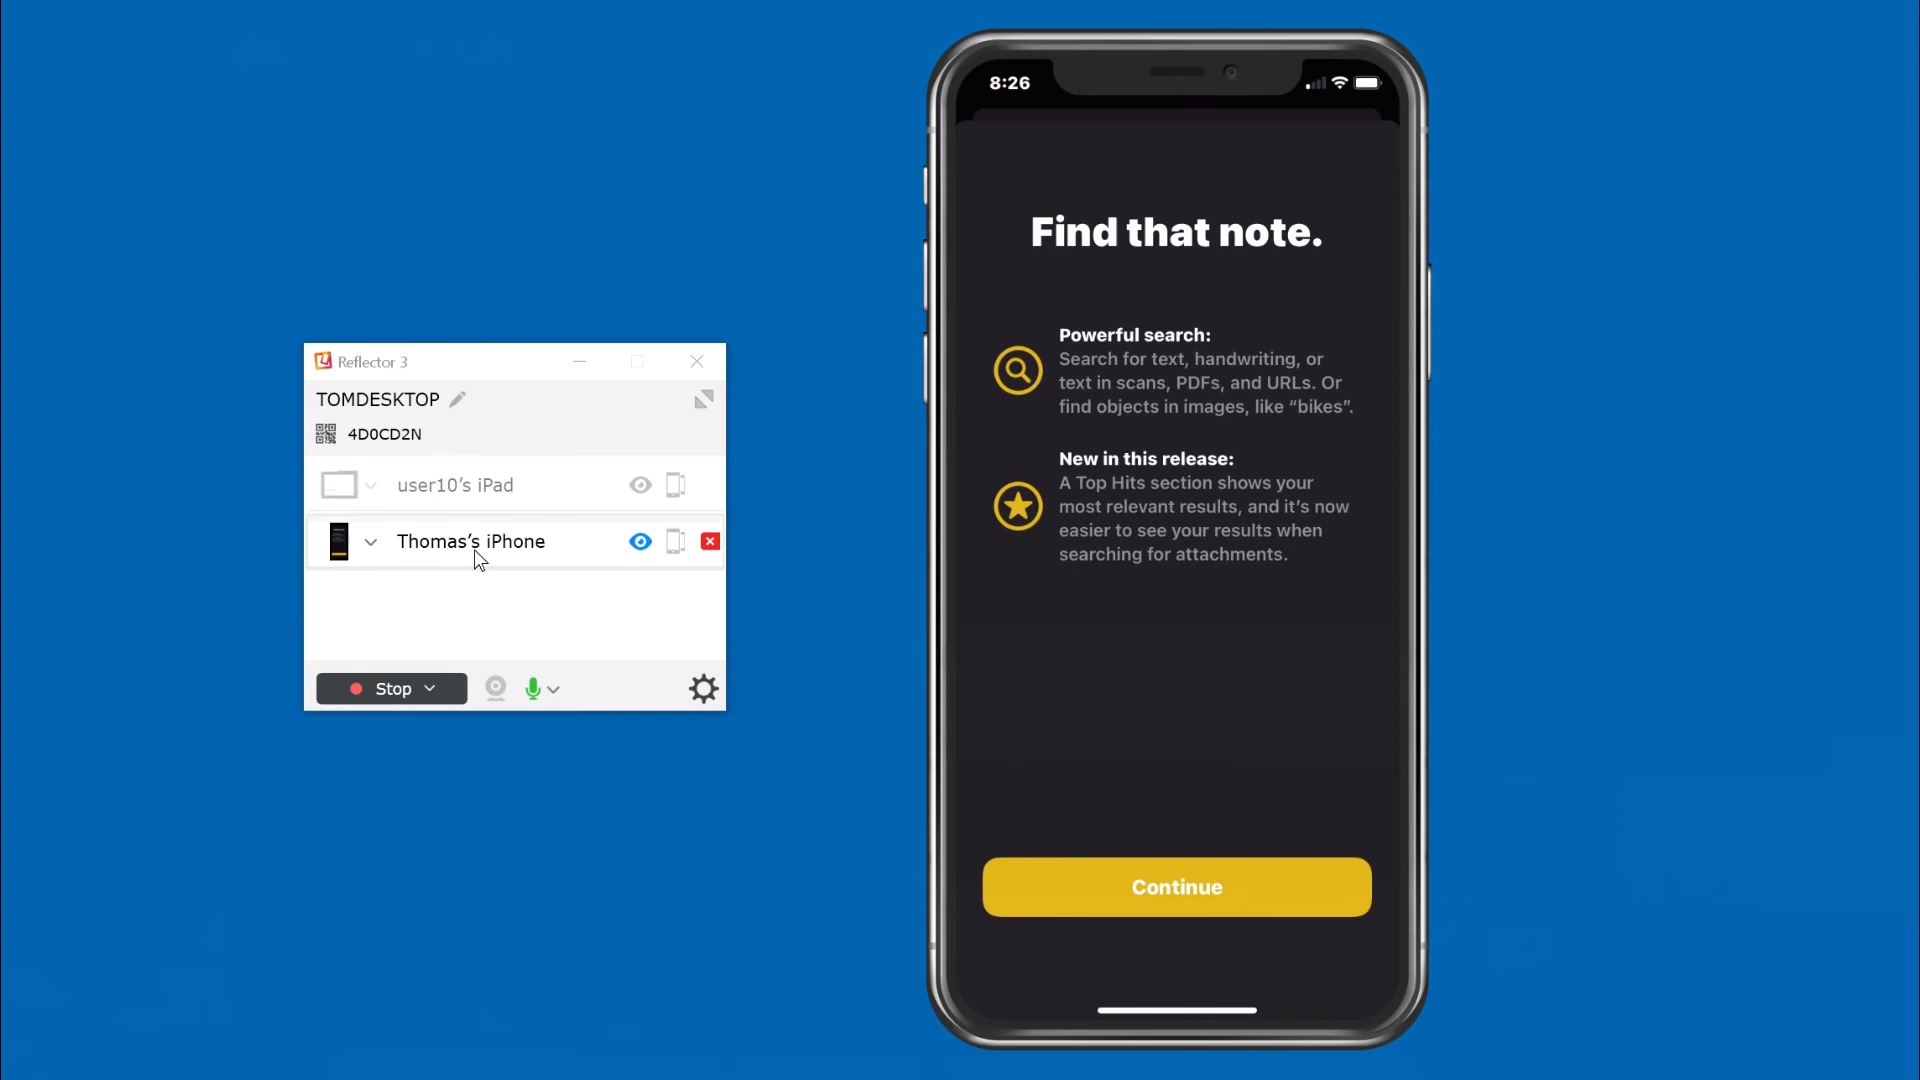 Reflector 3
TOMDESKTOP
4D0CD2N
user10’s iPad
Thomas’s iPhone
Stop
8:26
Find that note.
Powerful search:
Search for text, handwriting, or
text in scans, PDFs, and URLs. Or
find objects in images, like “bikes”.
New in this release:
A Top Hits section shows your
most relevant results, and it’s now
easier to see your results when
searching for attachments.
Continue